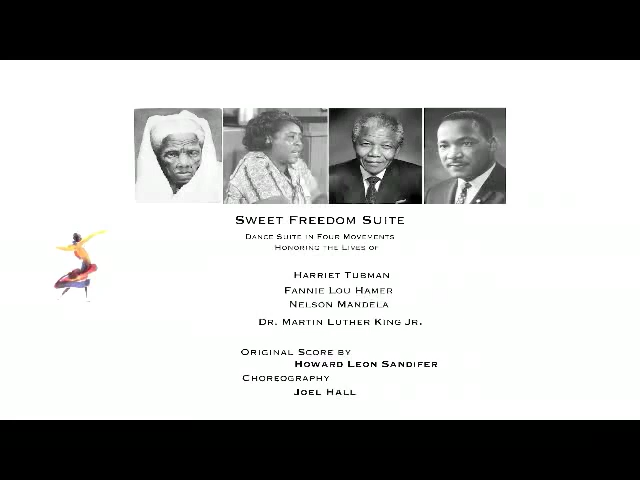 Sweet Freedom Suite
Dance Suite in Four Movements
Honoring the Lives of
Harriet Tubman
Fannie Lou Hamer
Nelson Mandela
Dr. Martin Luther King Jr.
Original Score by
Howard Leon Sandifer
Choreography
Joel Hall